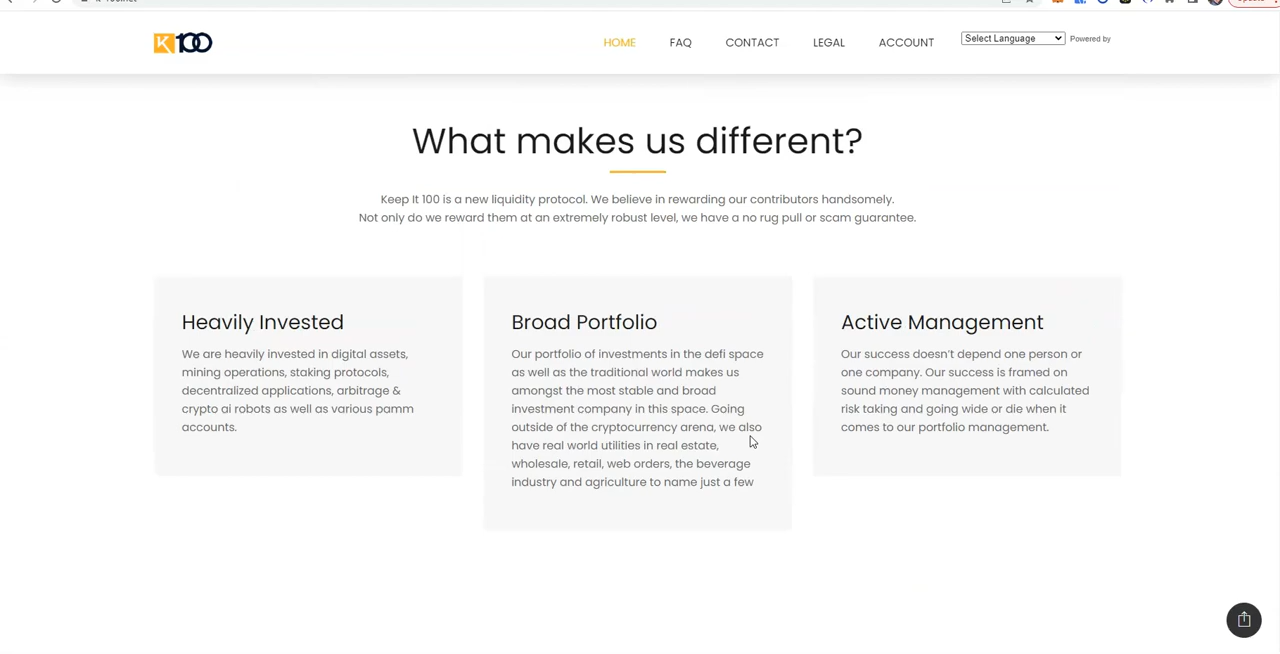 K100
HOME FAQ CONTACT LEGAL ACCOUNT Select Language Powered by
What makes us different?
Keep It 100 is a new liquidity protocol. We believe in rewarding our contributors handsomely.
Not only do we reward them at an extremely robust level, we have a no rug pull or scam guarantee.
Heavily Invested
We are heavily invested in digital assets,
mining operations, staking protocols,
decentralized applications, arbitrage &
crypto ai robots as well as various pamm
accounts.
Broad Portfolio
Our portfolio of investments in the defi space
as well as the traditional world makes us
amongst the most stable and broad
investment company in this space. Going
outside of the cryptocurrency arena, we also
have real world utilities in real estate,
wholesale, retail, web orders, the beverage
industry and agriculture to name just a few
Active Management
Our success doesn't depend one person or
one company. Our success is framed on
sound money management with calculated
risk taking and going wide or die when it
comes to our portfolio management.